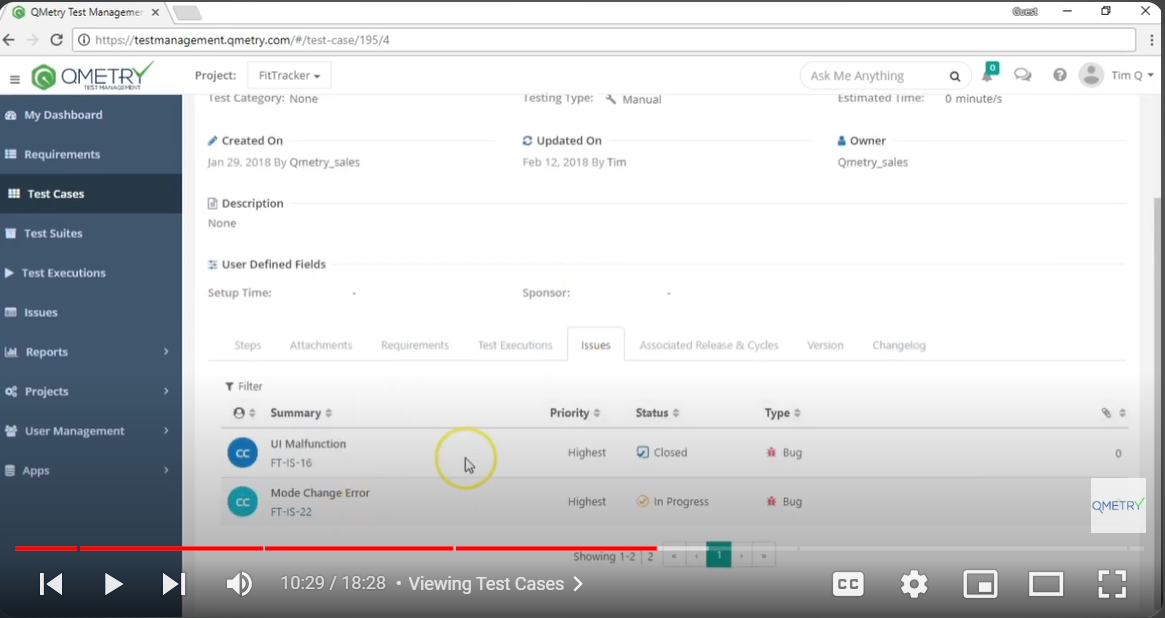 QMetry Test Managemen
Guest
https://testmanagement.qmetry.com/#/test-case/195/4
QMETRY
TEST MANAGEMENT
Project: FitTracker
Ask Me Anything
0
Tim Q
My Dashboard
Requirements
Test Cases
Test Suites
Test Executions
Issues
Reports
Projects
User Management
Apps
Test Category: None
Testing Type: Manual
Estimated Time: 0 minute/s
Created On
Updated On
Owner
Jan 29, 2018 By Qmetry_sales
Feb 12, 2018 By Tim
Qmetry_sales
Description
None
User Defined Fields
Setup Time: -
Sponsor: -
Steps Attachments Requirements Test Executions Issues Associated Release & Cycles Version Changelog
Filter
Summary Priority Status Type
CC UI Malfunction Highest Closed Bug 0
FT-IS-16
CC Mode Change Error Highest In Progress Bug
FT-IS-22
QMETRY
Showing 1-2 | 2 « ‹ 1 › »
10:29 / 18:28 • Viewing Test Cases
CC